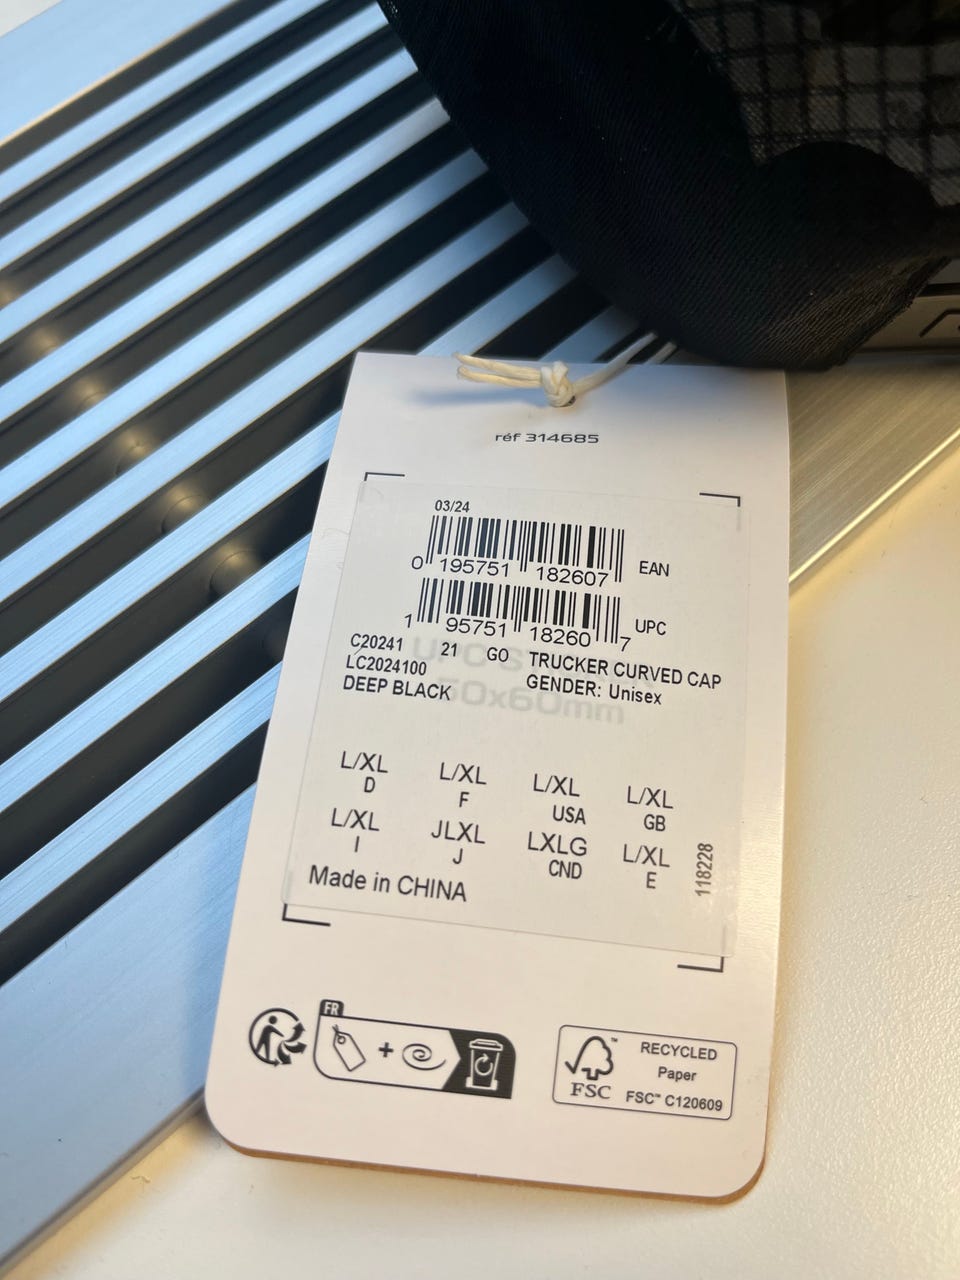 réf 314685
03/24
0 195751 182607 EAN
1 95751 18260 7 UPC
C20241 21 GO TRUCKER CURVED CAP
LC2024100 GENDER: Unisex
DEEP BLACK
50x60mm
L/XL L/XL L/XL L/XL
D F USA GB
L/XL JLXL LXLG L/XL
I J CND E
118228
Made in CHINA
FR
FSC
RECYCLED
Paper
FSC™ C120609